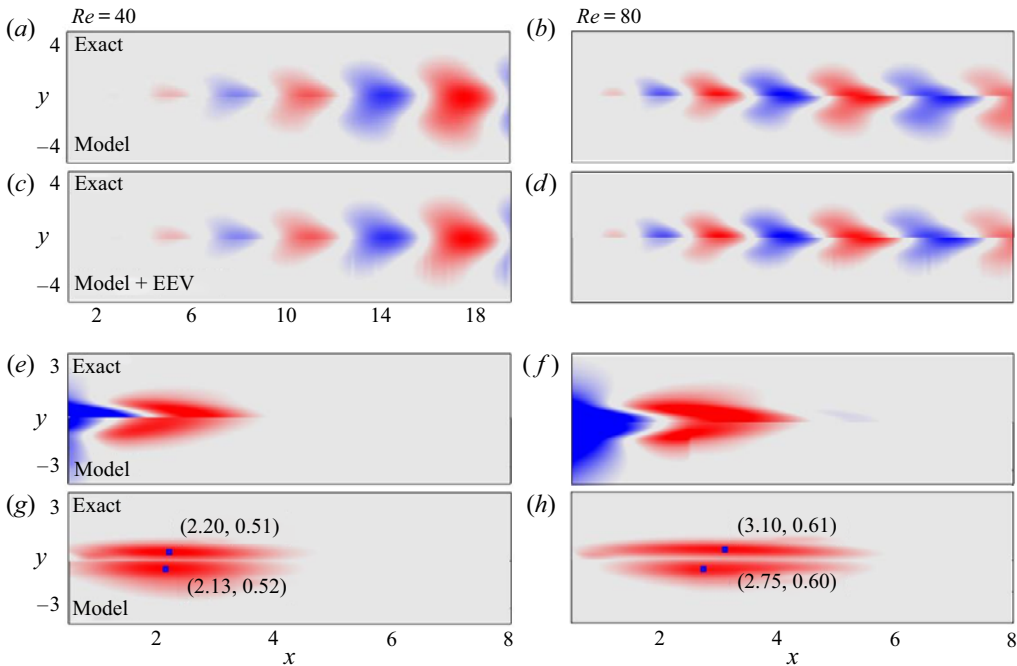 Re = 40
Re = 80
(a)
4
Exact
y
−4
Model
(b)
(c)
4
Exact
y
−4
Model + EEV
2 6 10 14 18
(d)
(e)
3
Exact
y
−3
Model
(f)
(g)
3
Exact
(2.20, 0.51)
y
(2.13, 0.52)
−3
Model
2 4 6 8
x
(h)
(3.10, 0.61)
(2.75, 0.60)
2 4 6 8
x